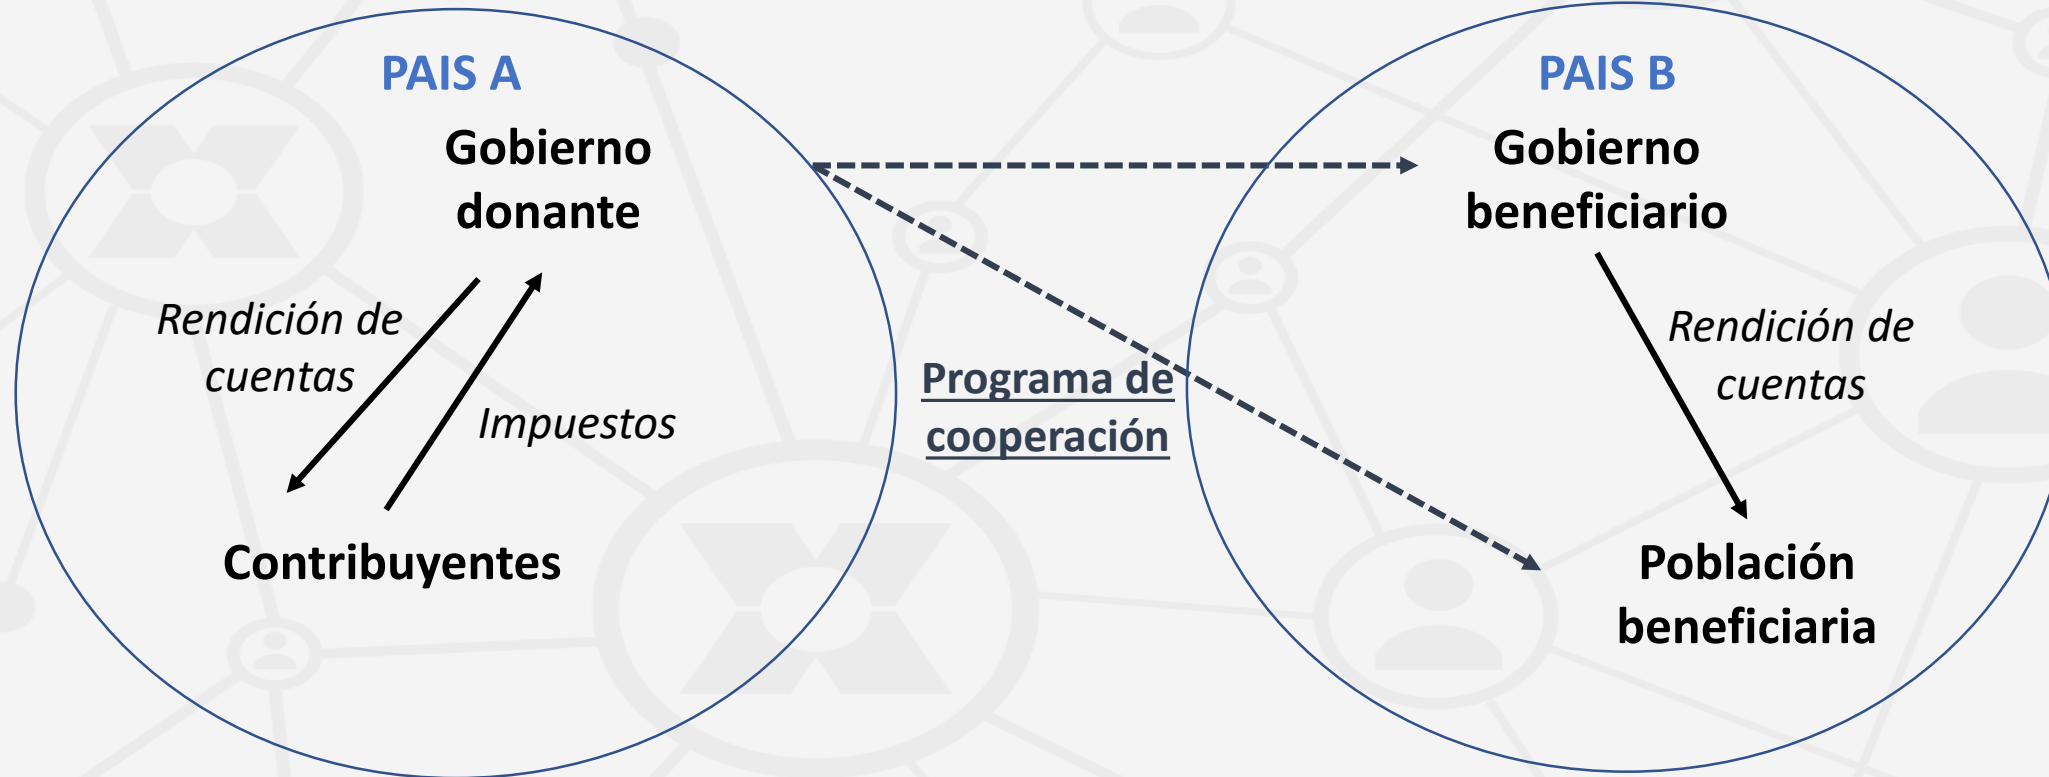 PAIS A
Gobierno
donante
Rendición de
cuentas
Impuestos
Contribuyentes
Programa de
cooperación
PAIS B
Gobierno
beneficiario
Rendición de
cuentas
Población
beneficiaria